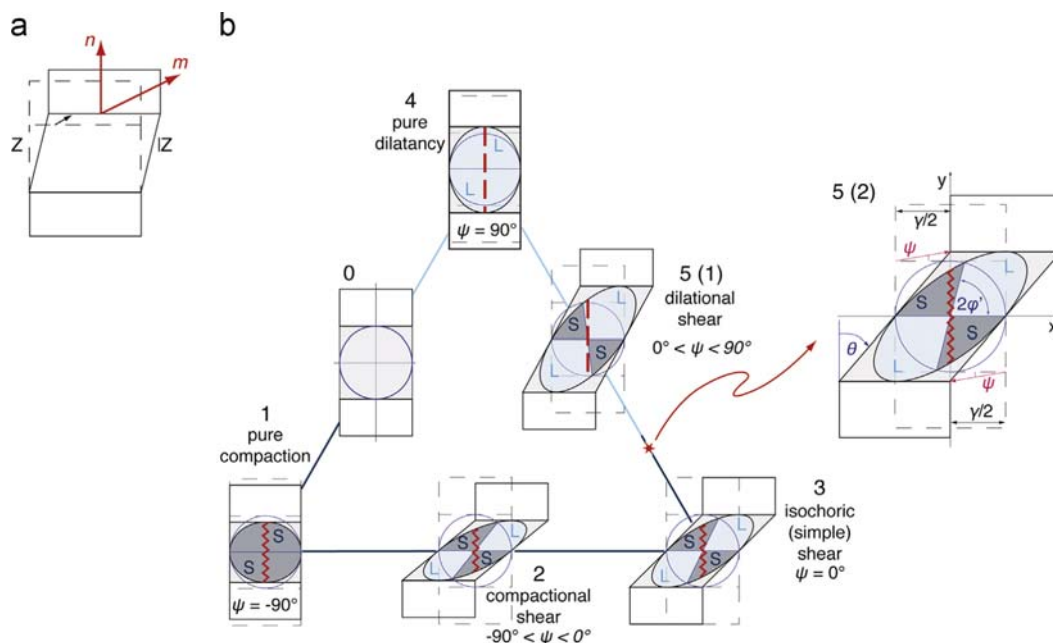 a
n
m
Z
Z
b
4
pure
dilatancy
L
L
ψ = 90°
0
5 (1)
dilational
shear
0° < ψ < 90°
S
S
L
L
5 (2)
y
γ/2
ψ
L
S
2φ'
S
x
θ
L
ψ
γ/2
1
pure
compaction
S
S
ψ = -90°
L
S
S
L
2
compactional
shear
-90° < ψ < 0°
L
S
S
L
3
isochoric
(simple)
shear
ψ = 0°